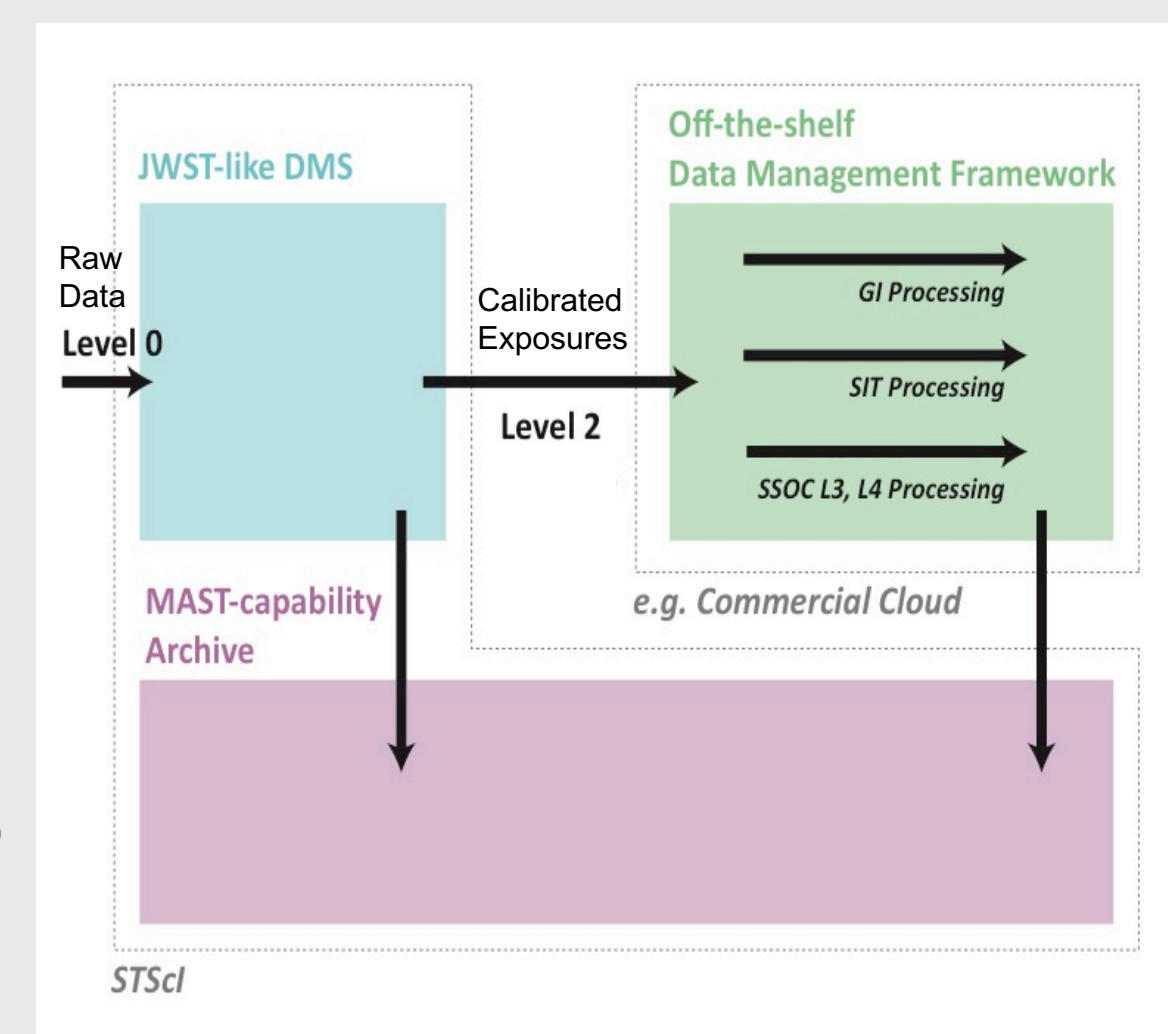 Off-the-shelf
Data Management Framework
JWST-like DMS
Raw
Data
Level 0
Calibrated
Exposures
Level 2
GI Processing
SIT Processing
SSOC L3, L4 Processing
MAST-capability
Archive
e.g. Commercial Cloud
STScI